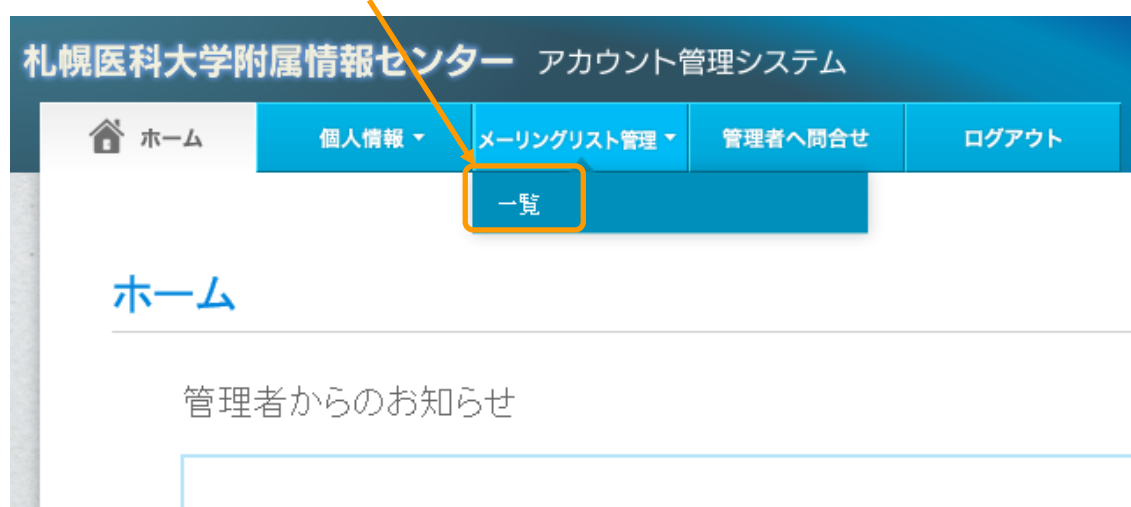 札幌医科大学附属情報センター アカウント管理システム
ホーム 個人情報 メーリングリスト管理 管理者へ問合せ ログアウト
一覧
ホーム
管理者からのお知らせ